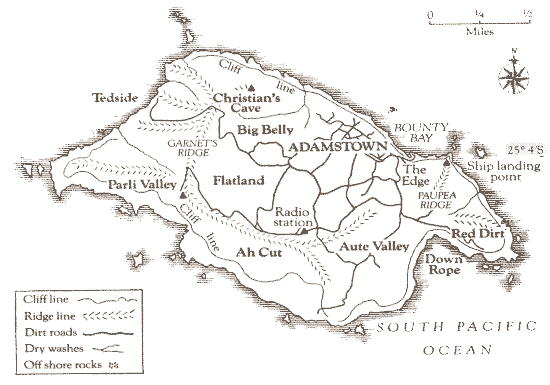 0 ¼ ½
Miles
N
Cliff
line
Tedside
Christian's
Cave
Big Belly
BOUNTY
BAY
GARNET'S
RIDGE
ADAMSTOWN
25° 4'S
Ship landing
point
The
Edge
Parli Valley
Flatland
PAUPEA
RIDGE
Radio
station
Cliff
line
Red Dirt
Ah Cut
Aute Valley
Down
Rope
Cliff line
Ridge line
Dirt roads
Dry washes
Off shore rocks
SOUTH PACIFIC
OCEAN